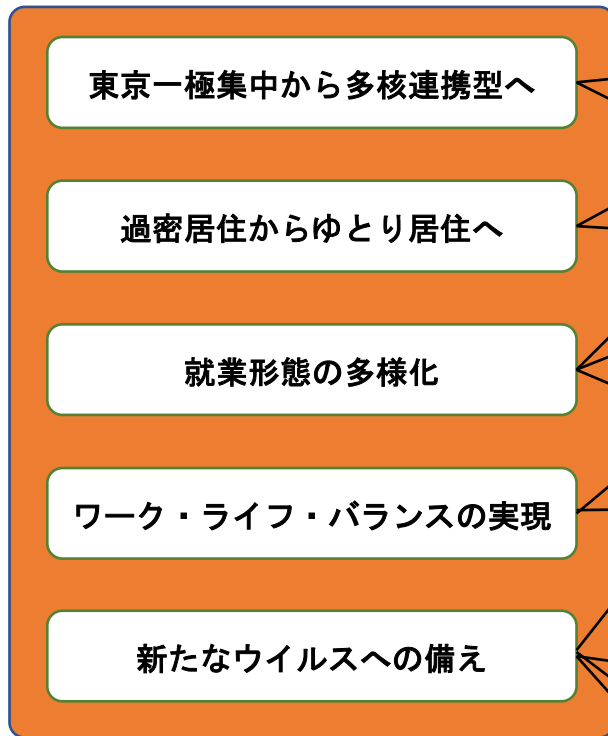 東京一極集中から多核連携型へ
過密居住からゆとり居住へ
就業形態の多様化
ワーク・ライフ・バランスの実現
新たなウイルスへの備え